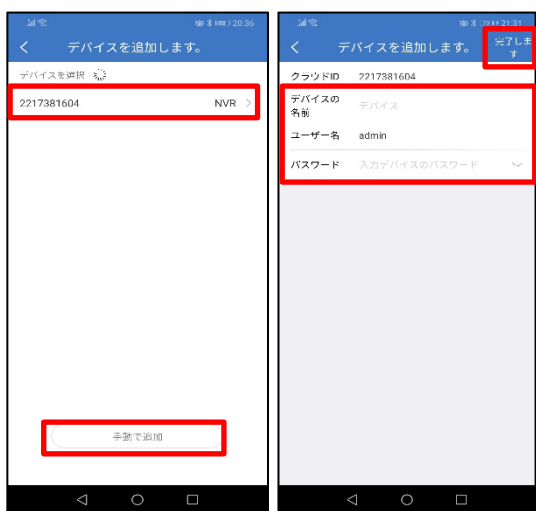 20:36
デバイスを追加します。
デバイスを選択
2217381604 NVR
手動で追加
21:31
デバイスを追加します。
完了しま
す
クラウドID 2217381604
デバイスの
名前
デバイス
ユーザー名 admin
パスワード 入力デバイスのパスワード